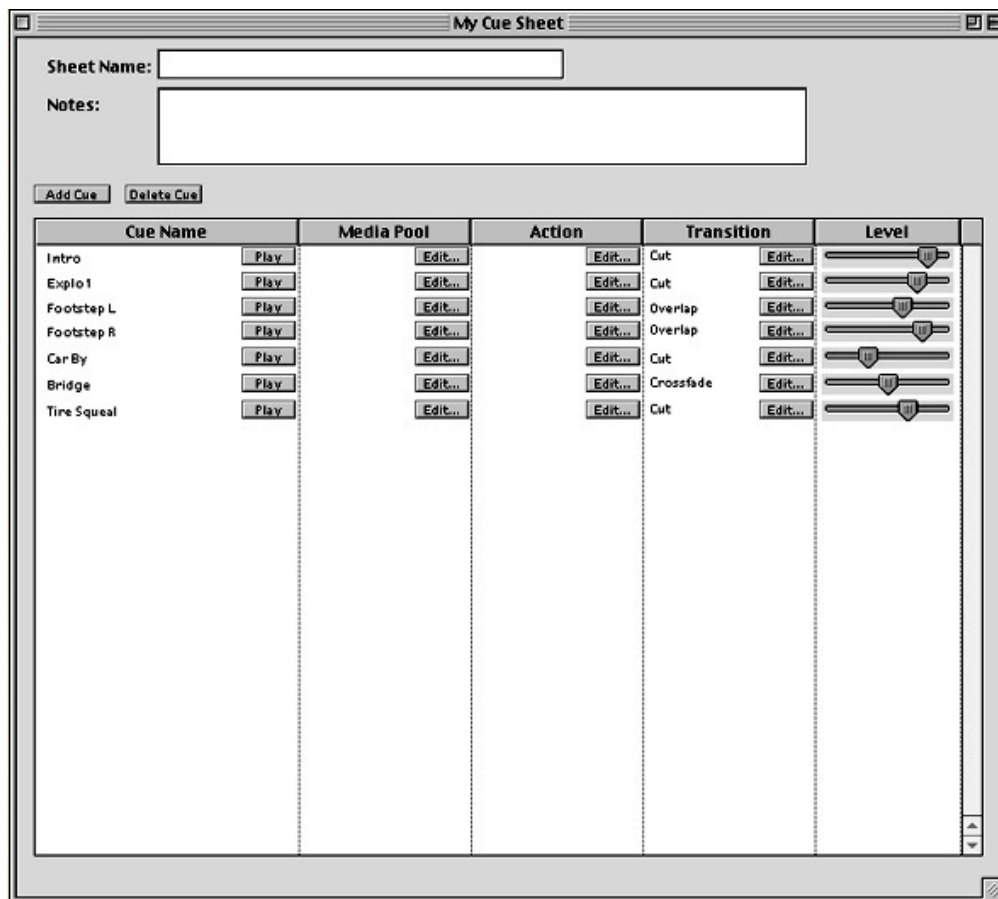 My Cue Sheet
Sheet Name:
Notes:
Add Cue Delete Cue
Cue Name Media Pool Action Transition Level
Intro Play Edit... Edit... Cut Edit...
Explo1 Play Edit... Edit... Cut Edit...
Footstep L Play Edit... Edit... Overlap Edit...
Footstep R Play Edit... Edit... Overlap Edit...
Car By Play Edit... Edit... Cut Edit...
Bridge Play Edit... Edit... Crossfade Edit...
Tire Squeal Play Edit... Edit... Cut Edit...